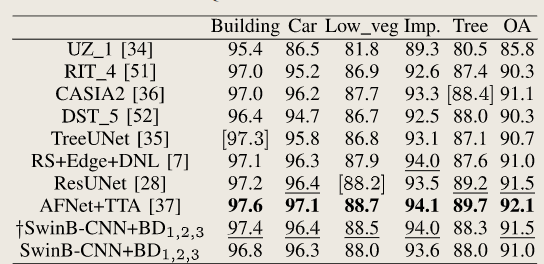 Building Car Low_veg Imp. Tree OA
UZ_1 [34] 95.4 86.5 81.8 89.3 80.5 85.8
RIT_4 [51] 97.0 95.2 86.9 92.6 87.4 90.3
CASIA2 [36] 97.0 96.2 87.7 93.3 [88.4] 91.1
DST_5 [52] 96.4 94.7 86.7 92.5 88.0 90.3
TreeUNet [35] [97.3] 95.8 86.8 93.1 87.1 90.7
RS+Edge+DNL [7] 97.1 96.3 87.9 94.0 87.6 91.0
ResUNet [28] 97.2 96.4 [88.2] 93.5 89.2 91.5
AFNet+TTA [37] 97.6 97.1 88.7 94.1 89.7 92.1
†SwinB-CNN+BD1,2,3 97.4 96.4 88.5 94.0 88.3 91.5
SwinB-CNN+BD1,2,3 96.8 96.3 88.0 93.6 88.0 91.0